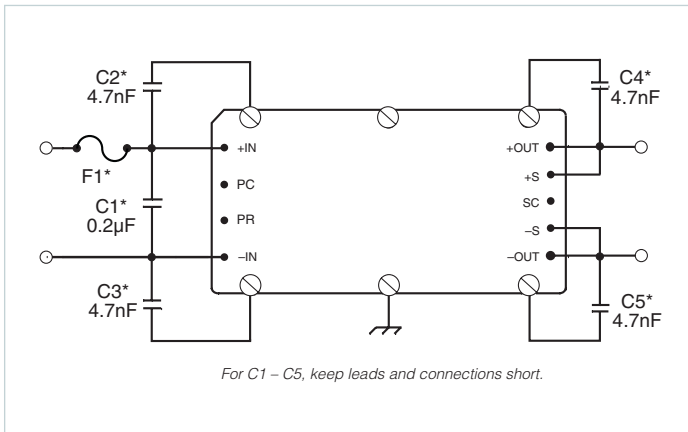 C2*
4.7nF
C4*
4.7nF
+IN
+OUT
F1*
+S
PC
SC
C1*
0.2µF
PR
–S
–IN
–OUT
C3*
4.7nF
C5*
4.7nF
For C1 – C5, keep leads and connections short.